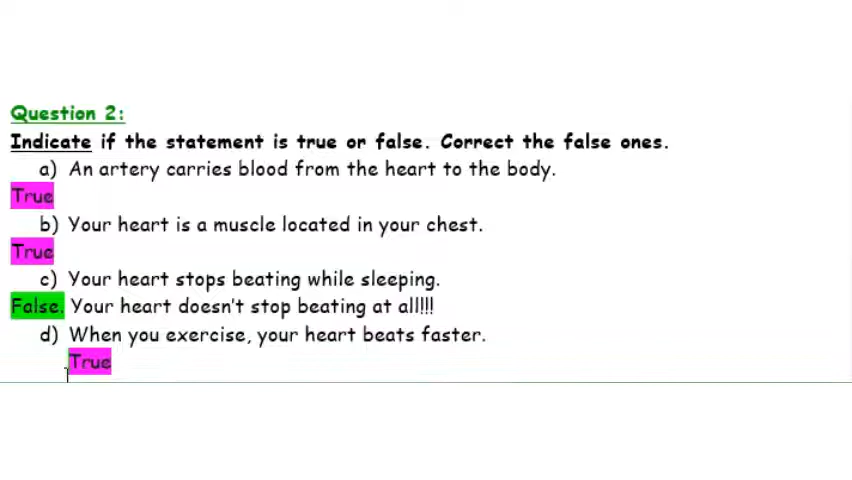 Question 2:
Indicate if the statement is true or false. Correct the false ones.
a) An artery carries blood from the heart to the body.
True
b) Your heart is a muscle located in your chest.
True
c) Your heart stops beating while sleeping.
False. Your heart doesn't stop beating at all!!!
d) When you exercise, your heart beats faster.
True